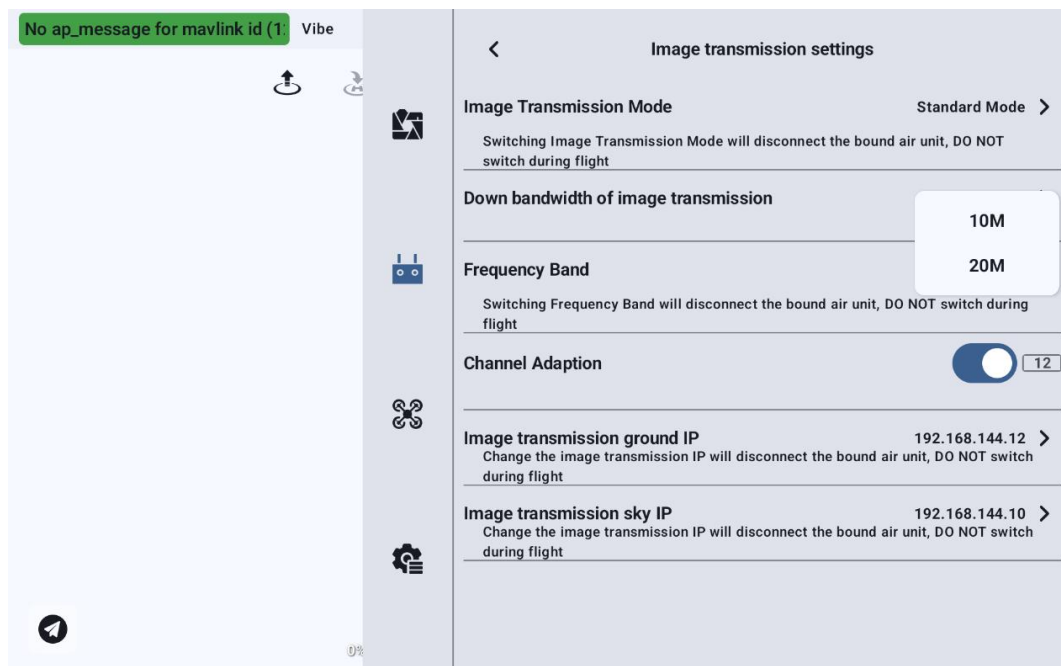 No ap_message for mavlink id (1
Vibe
Image transmission settings
Image Transmission Mode
Standard Mode
Switching Image Transmission Mode will disconnect the bound air unit, DO NOT
switch during flight
Down bandwidth of image transmission
10M
20M
Frequency Band
Switching Frequency Band will disconnect the bound air unit, DO NOT switch during
flight
Channel Adaption
12
Image transmission ground IP
192.168.144.12
Change the image transmission IP will disconnect the bound air unit, DO NOT switch
during flight
Image transmission sky IP
192.168.144.10
Change the image transmission IP will disconnect the bound air unit, DO NOT switch
during flight
0%